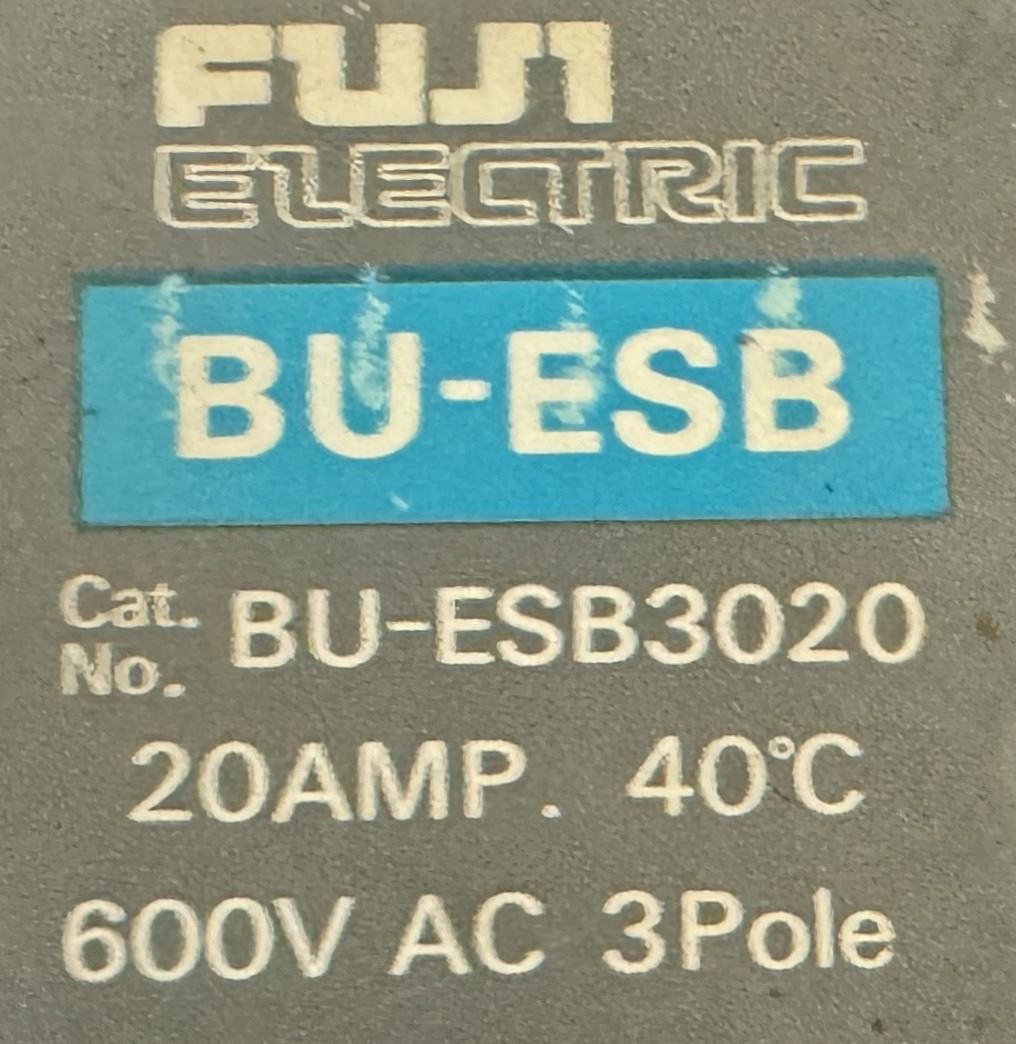 FUJI
ELECTRIC
BU-ESB
Cat. No. BU-ESB3020
20AMP. 40°C
600V AC 3Pole